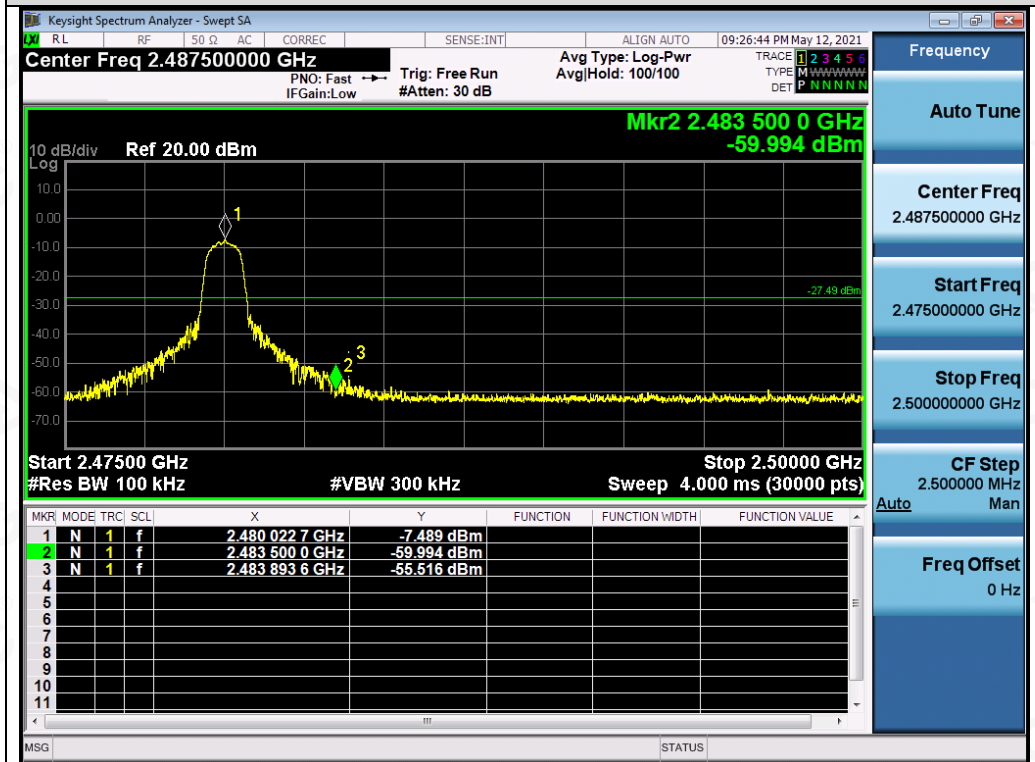 Keysight Spectrum Analyzer - Swept SA
LXI RL RF 50 Ω AC CORREC SENSE:INT ALIGN AUTO 09:26:44 PM May 12, 2021
Center Freq 2.487500000 GHz
PNO: Fast
IFGain:Low
Trig: Free Run
#Atten: 30 dB
Avg Type: Log-Pwr
Avg|Hold: 100/100
TRACE 1 2 3 4 5 6
TYPE M W W W W W
DET P N N N N N
Mkr2 2.483 500 0 GHz
-59.994 dBm
10 dB/div Ref 20.00 dBm
Log
10.0
0.00
-10.0
-20.0
-30.0
-40.0
-50.0
-60.0
-70.0
1
-27.49 dBm
3
2
Start 2.47500 GHz Stop 2.50000 GHz
#Res BW 100 kHz #VBW 300 kHz Sweep 4.000 ms (30000 pts)
MKR MODE TRC SCL X Y FUNCTION FUNCTION WIDTH FUNCTION VALUE
1 N 1 f 2.480 022 7 GHz -7.489 dBm
2 N 1 f 2.483 500 0 GHz -59.994 dBm
3 N 1 f 2.483 893 6 GHz -55.516 dBm
4
5
6
7
8
9
10
11
MSG STATUS
Frequency
Auto Tune
Center Freq
2.487500000 GHz
Start Freq
2.475000000 GHz
Stop Freq
2.500000000 GHz
CF Step
2.500000 MHz
Auto Man
Freq Offset
0 Hz